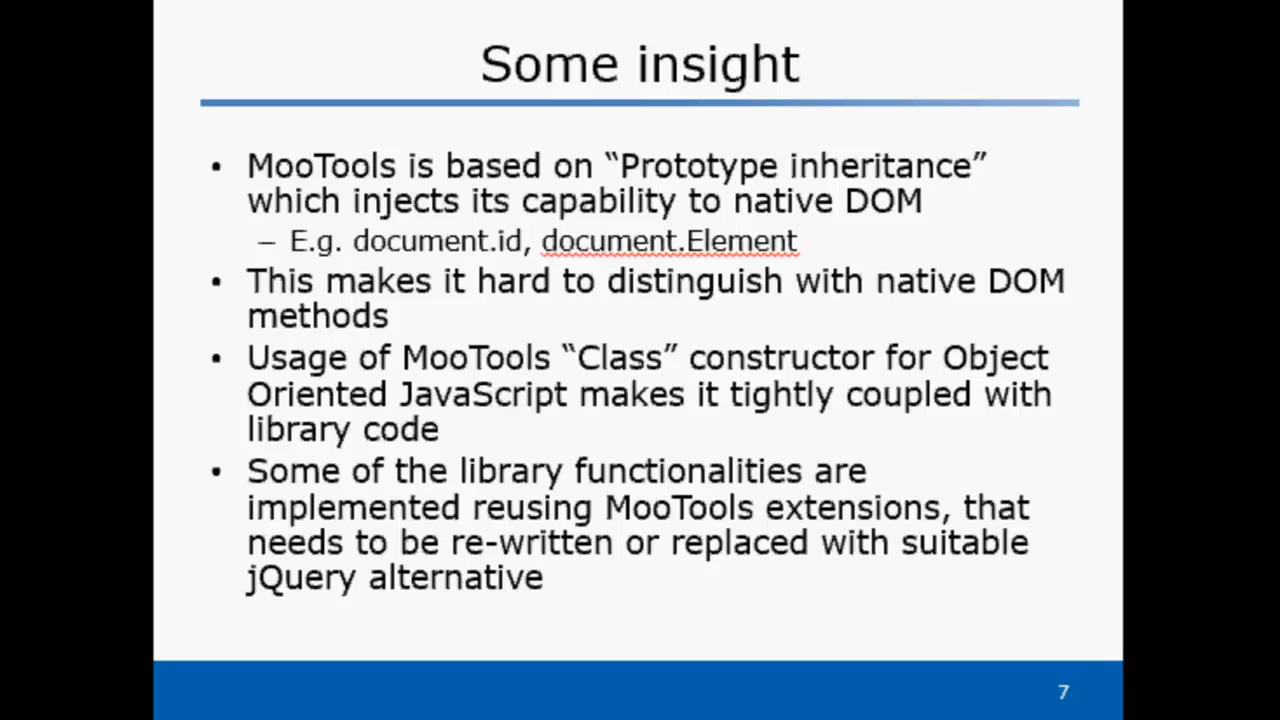 Some insight
• MooTools is based on “Prototype inheritance”
which injects its capability to native DOM
– E.g. document.id, document.Element
• This makes it hard to distinguish with native DOM
methods
• Usage of MooTools “Class” constructor for Object
Oriented JavaScript makes it tightly coupled with
library code
• Some of the library functionalities are
implemented reusing MooTools extensions, that
needs to be re-written or replaced with suitable
jQuery alternative
7